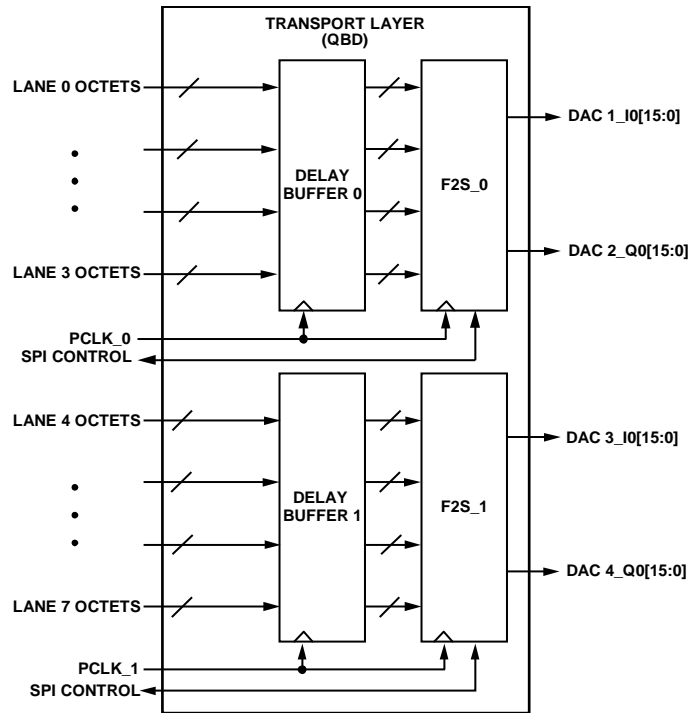 TRANSPORT LAYER
(QBD)
LANE 0 OCTETS
DAC 1_I0[15:0]
DELAY
BUFFER 0
F2S_0
LANE 3 OCTETS
DAC 2_Q0[15:0]
PCLK_0
SPI CONTROL
LANE 4 OCTETS
DAC 3_I0[15:0]
DELAY
BUFFER 1
F2S_1
DAC 4_Q0[15:0]
LANE 7 OCTETS
PCLK_1
SPI CONTROL